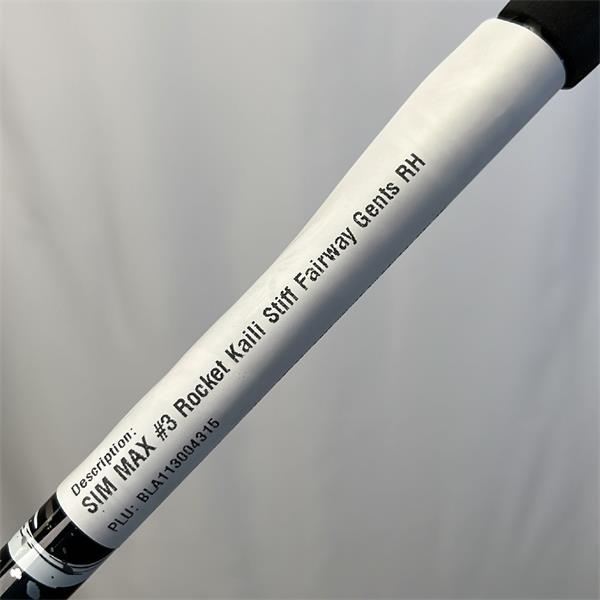 Description:
SIM MAX #3 Rocket Kaili Stiff Fairway Gents RH
PLU: BLA113004315